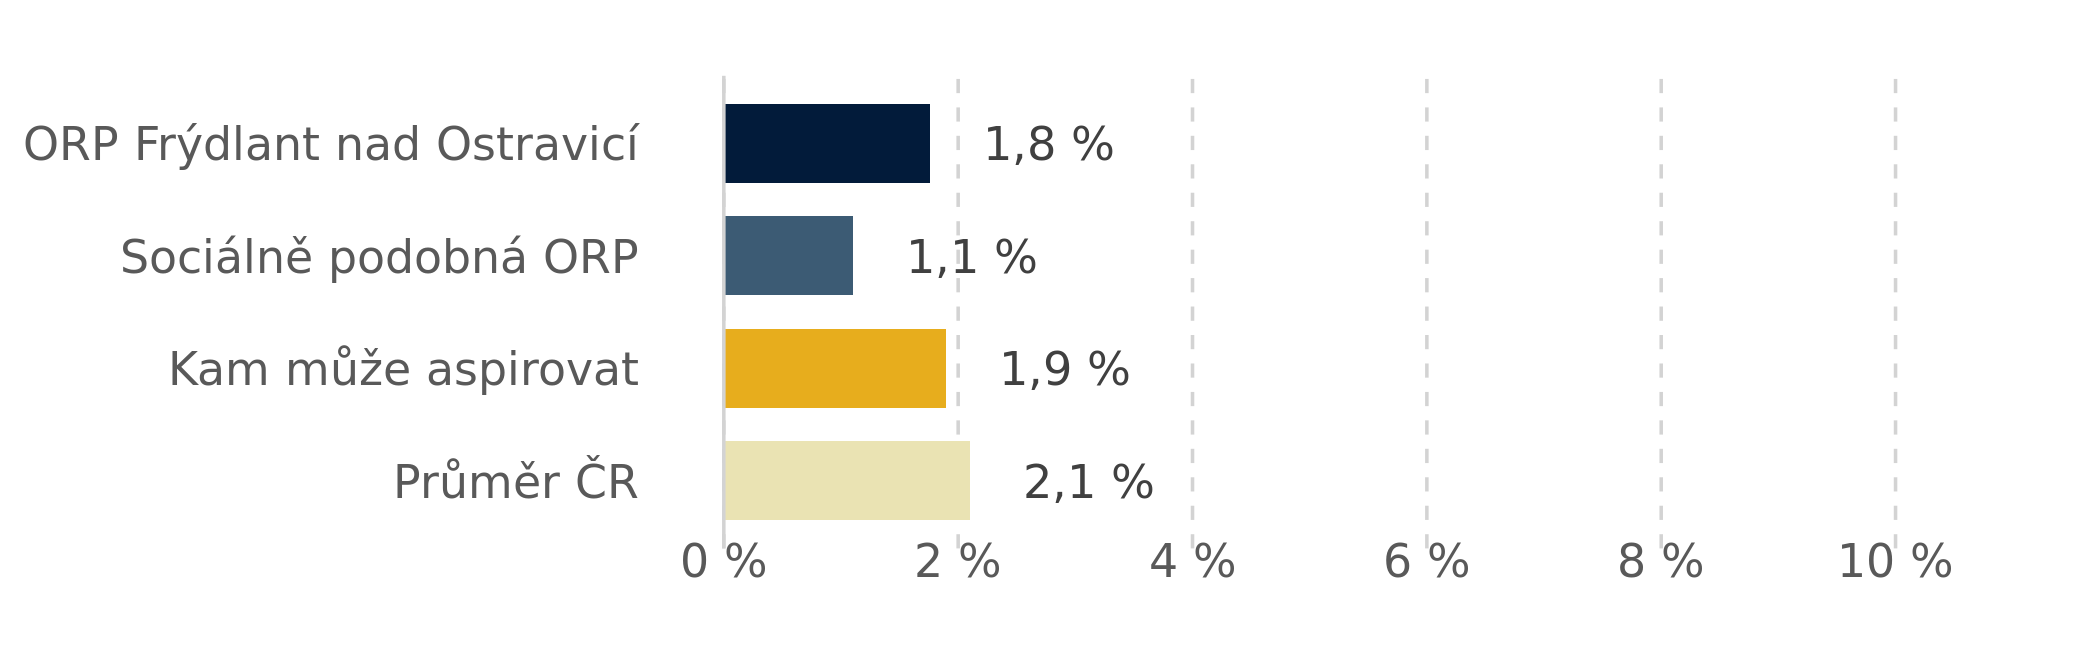 ORP Frýdlant nad Ostravicí 1,8 %
Sociálně podobná ORP 1,1 %
Kam může aspirovat 1,9 %
Průměr ČR 2,1 %
0 % 2 % 4 % 6 % 8 % 10 %